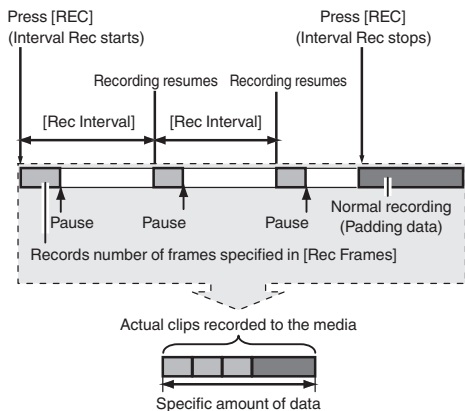 Press [REC]
(Interval Rec starts)
Press [REC]
(Interval Rec stops)
Recording resumes
Recording resumes
[Rec Interval]
[Rec Interval]
Pause
Pause
Pause
Normal recording
(Padding data)
Records number of frames specified in [Rec Frames]
Actual clips recorded to the media
Specific amount of data